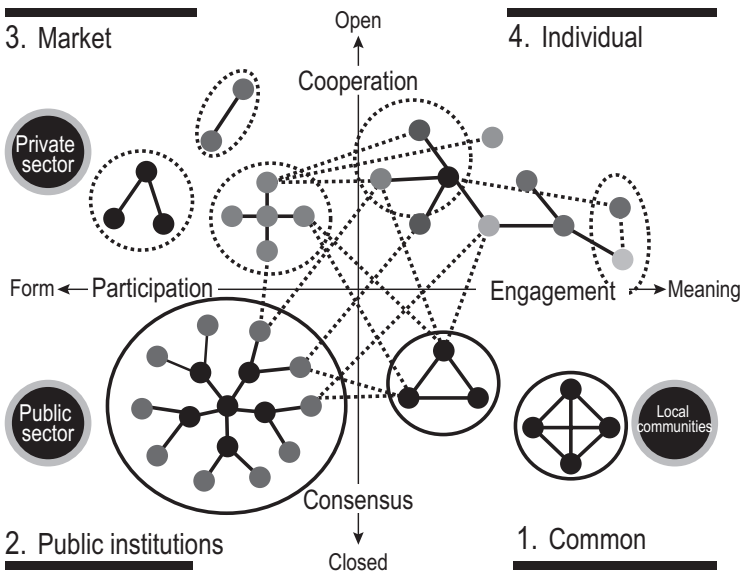 Open
3. Market
4. Individual
Cooperation
Private
sector
Form
Participation
Engagement
Meaning
Public
sector
Local
communities
Consensus
2. Public institutions
1. Common
Closed